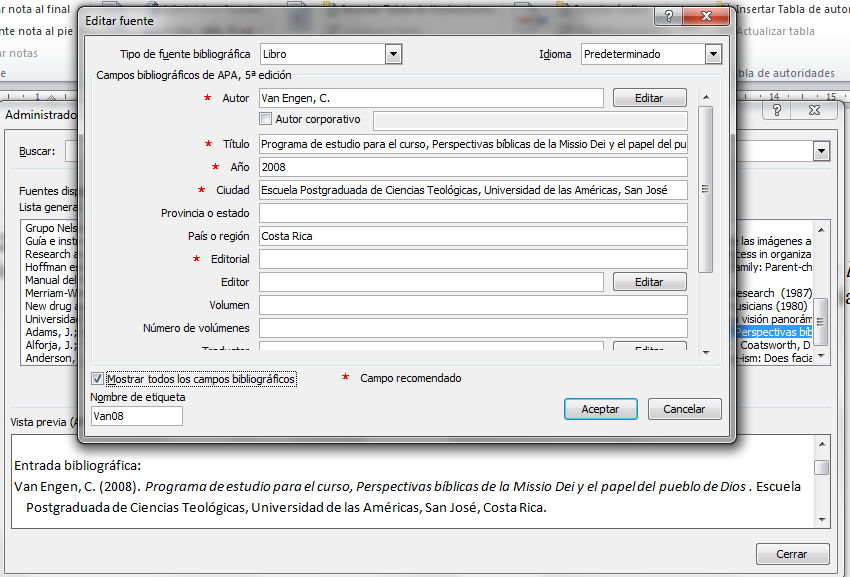 nota al final
nte nota al pie
ar notas
e
Insertar Tabla de autor
Actualizar tabla
bla de autoridades
1
14
15
Editar fuente
Tipo de fuente bibliográfica Libro Idioma Predeterminado
Campos bibliográficos de APA, 5ª edición
* Autor Van Engen, C. Editar
Autor corporativo
* Título Programa de estudio para el curso, Perspectivas bíblicas de la Missio Dei y el papel del pu
* Año 2008
* Ciudad Escuela Postgraduada de Ciencias Teológicas, Universidad de las Américas, San José
Provincia o estado
País o región Costa Rica
* Editorial
Editor Editar
Volumen
Número de volúmenes
Traductor Editar
Mostrar todos los campos bibliográficos * Campo recomendado
Nombre de etiqueta
Van08
Aceptar Cancelar
Administrado
Buscar:
Fuentes disp
Lista genera
Grupo Nels
Guía e inst
Research a
Hoffman es
Manual del
Merriam-W
New drug a
Universida
Adams, J.;
Alforja, J.;
Anderson,
las imágenes a
cess in organiza
amily: Parent-ch
esearch (1987)
usicians (1980)
a visión panorám
Perspectivas bíb
Coatsworth, D
e-ism: Does facia
Vista previa (A
Entrada bibliográfica:
Van Engen, C. (2008). Programa de estudio para el curso, Perspectivas bíblicas de la Missio Dei y el papel del pueblo de Dios . Escuela
Postgraduada de Ciencias Teológicas, Universidad de las Américas, San José, Costa Rica.
Cerrar